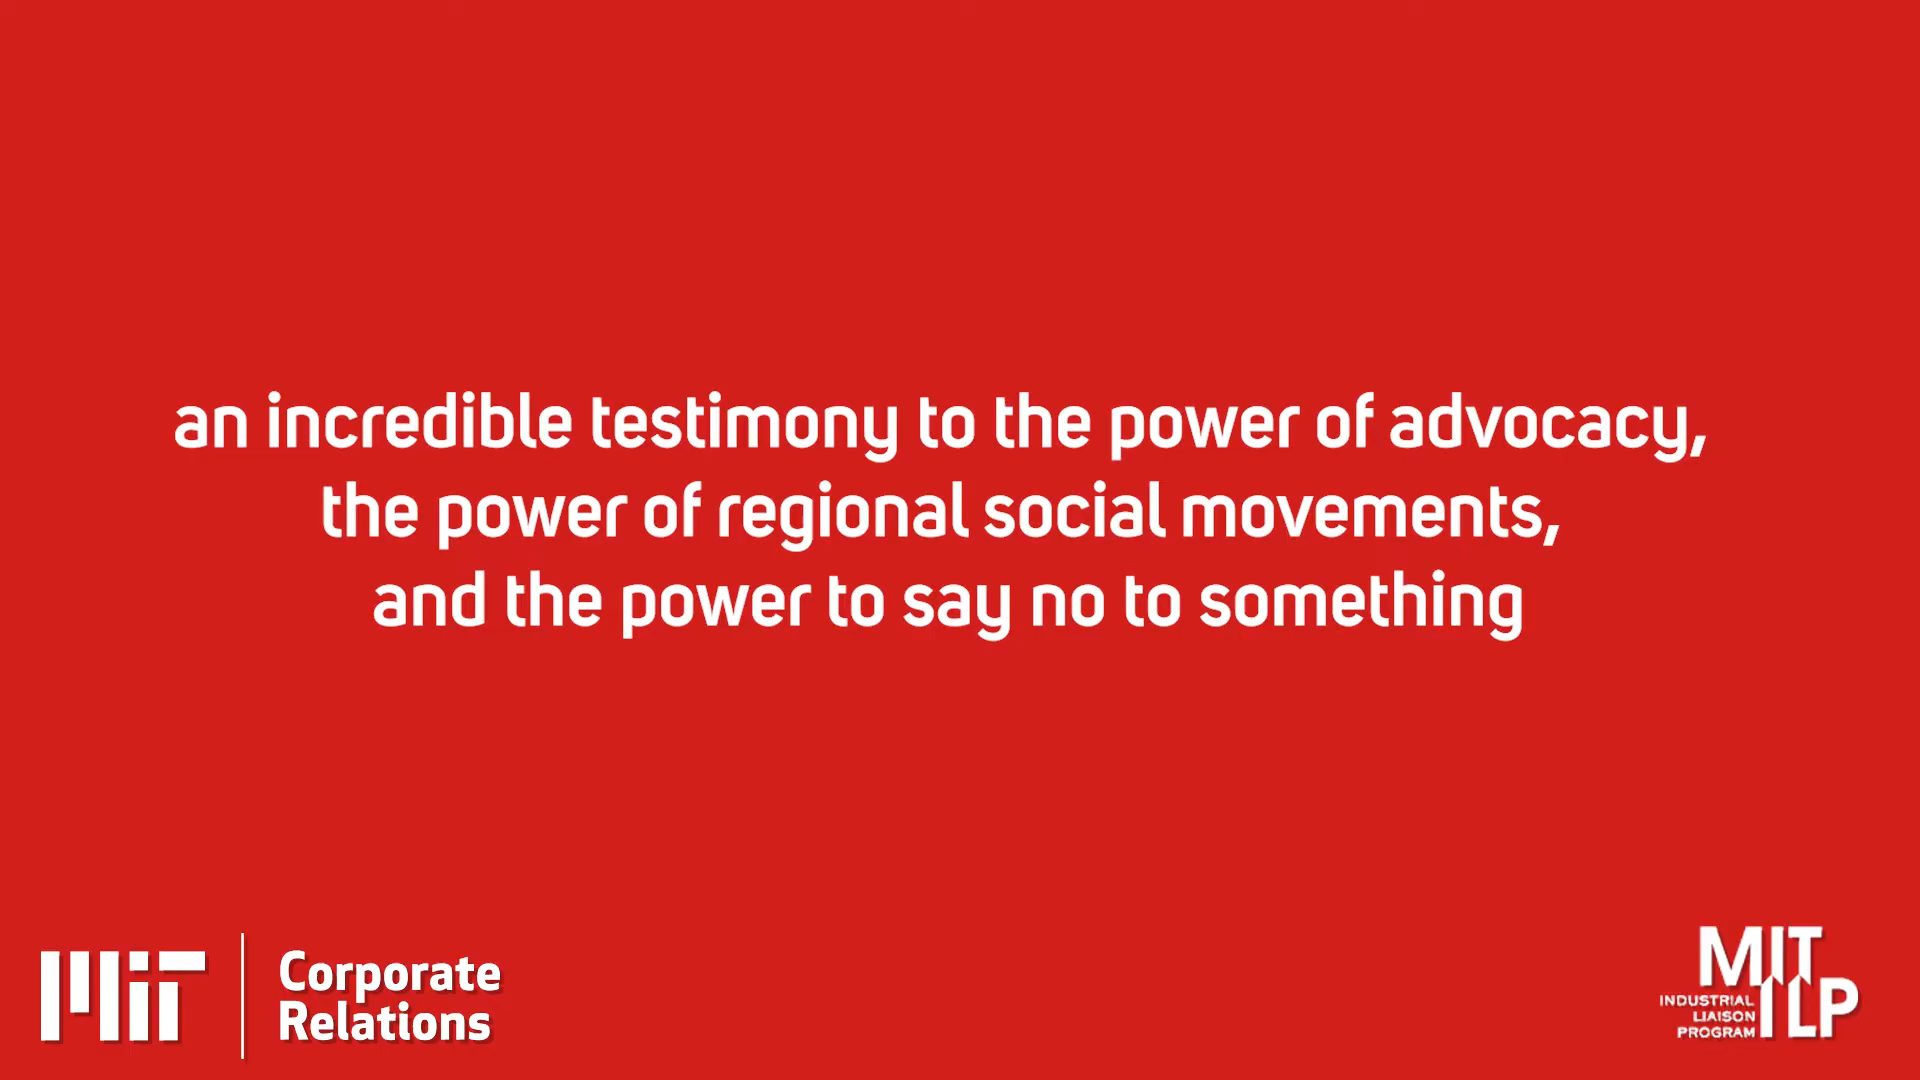 an incredible testimony to the power of advocacy,
the power of regional social movements,
and the power to say no to something
MIT
Corporate
Relations
MIT
ILP
INDUSTRIAL
LIAISON
PROGRAM